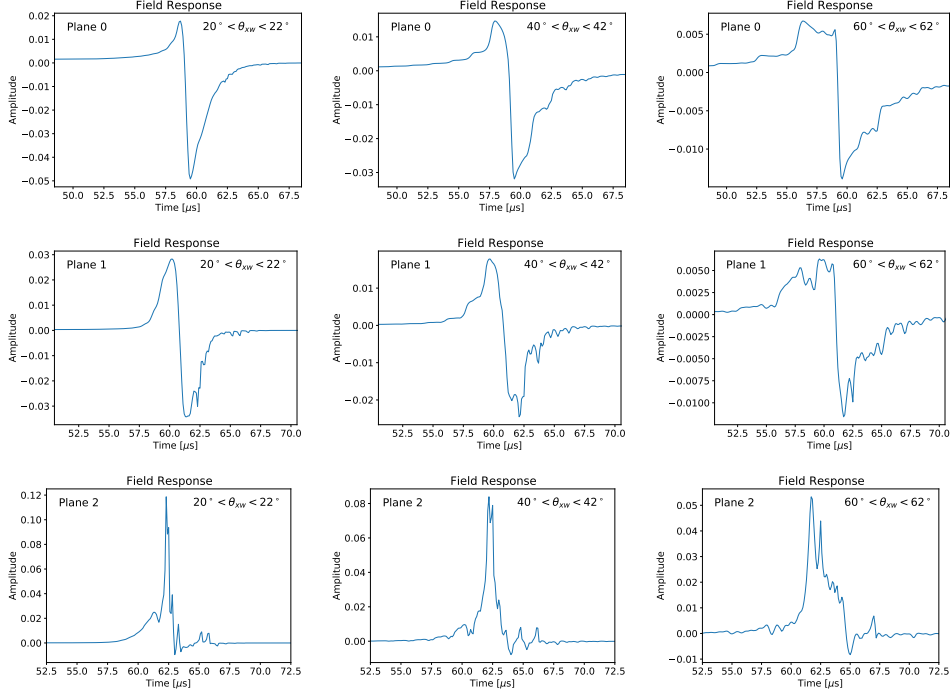 Field Response
Plane 0
20° < θxw < 22°
Amplitude
0.02
0.01
0.00
−0.01
−0.02
−0.03
−0.04
−0.05
50.0 52.5 55.0 57.5 60.0 62.5 65.0 67.5
Time [μs]
Field Response
Plane 0
40° < θxw < 42°
Amplitude
0.01
0.00
−0.01
−0.02
−0.03
50.0 52.5 55.0 57.5 60.0 62.5 65.0 67.5
Time [μs]
Field Response
Plane 0
60° < θxw < 62°
Amplitude
0.005
0.000
−0.005
−0.010
50.0 52.5 55.0 57.5 60.0 62.5 65.0 67.5
Time [μs]
Field Response
Plane 1
20° < θxw < 22°
Amplitude
0.03
0.02
0.01
0.00
−0.01
−0.02
−0.03
52.5 55.0 57.5 60.0 62.5 65.0 67.5 70.0
Time [μs]
Field Response
Plane 1
40° < θxw < 42°
Amplitude
0.01
0.00
−0.01
−0.02
52.5 55.0 57.5 60.0 62.5 65.0 67.5 70.0
Time [μs]
Field Response
Plane 1
60° < θxw < 62°
Amplitude
0.0050
0.0025
0.0000
−0.0025
−0.0050
−0.0075
−0.0100
52.5 55.0 57.5 60.0 62.5 65.0 67.5 70.0
Time [μs]
Field Response
Plane 2
20° < θxw < 22°
Amplitude
0.12
0.10
0.08
0.06
0.04
0.02
0.00
52.5 55.0 57.5 60.0 62.5 65.0 67.5 70.0 72.5
Time [μs]
Field Response
Plane 2
40° < θxw < 42°
Amplitude
0.08
0.06
0.04
0.02
0.00
52.5 55.0 57.5 60.0 62.5 65.0 67.5 70.0 72.5
Time [μs]
Field Response
Plane 2
60° < θxw < 62°
Amplitude
0.05
0.04
0.03
0.02
0.01
0.00
−0.01
52.5 55.0 57.5 60.0 62.5 65.0 67.5 70.0 72.5
Time [μs]